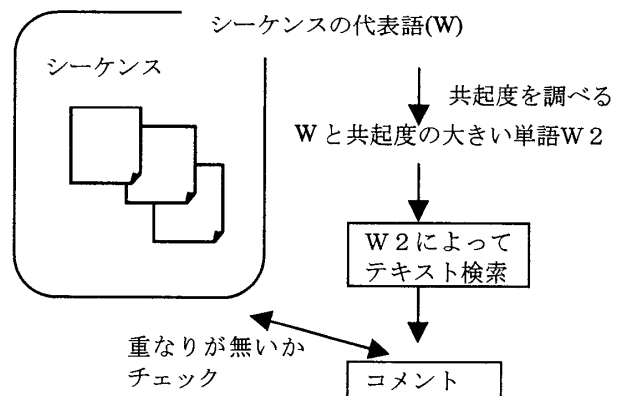 シーケンスの代表語(W)
シーケンス
共起度を調べる
Wと共起度の大きい単語W2
W2によって
テキスト検索
重なりが無いか
チェック
コメント